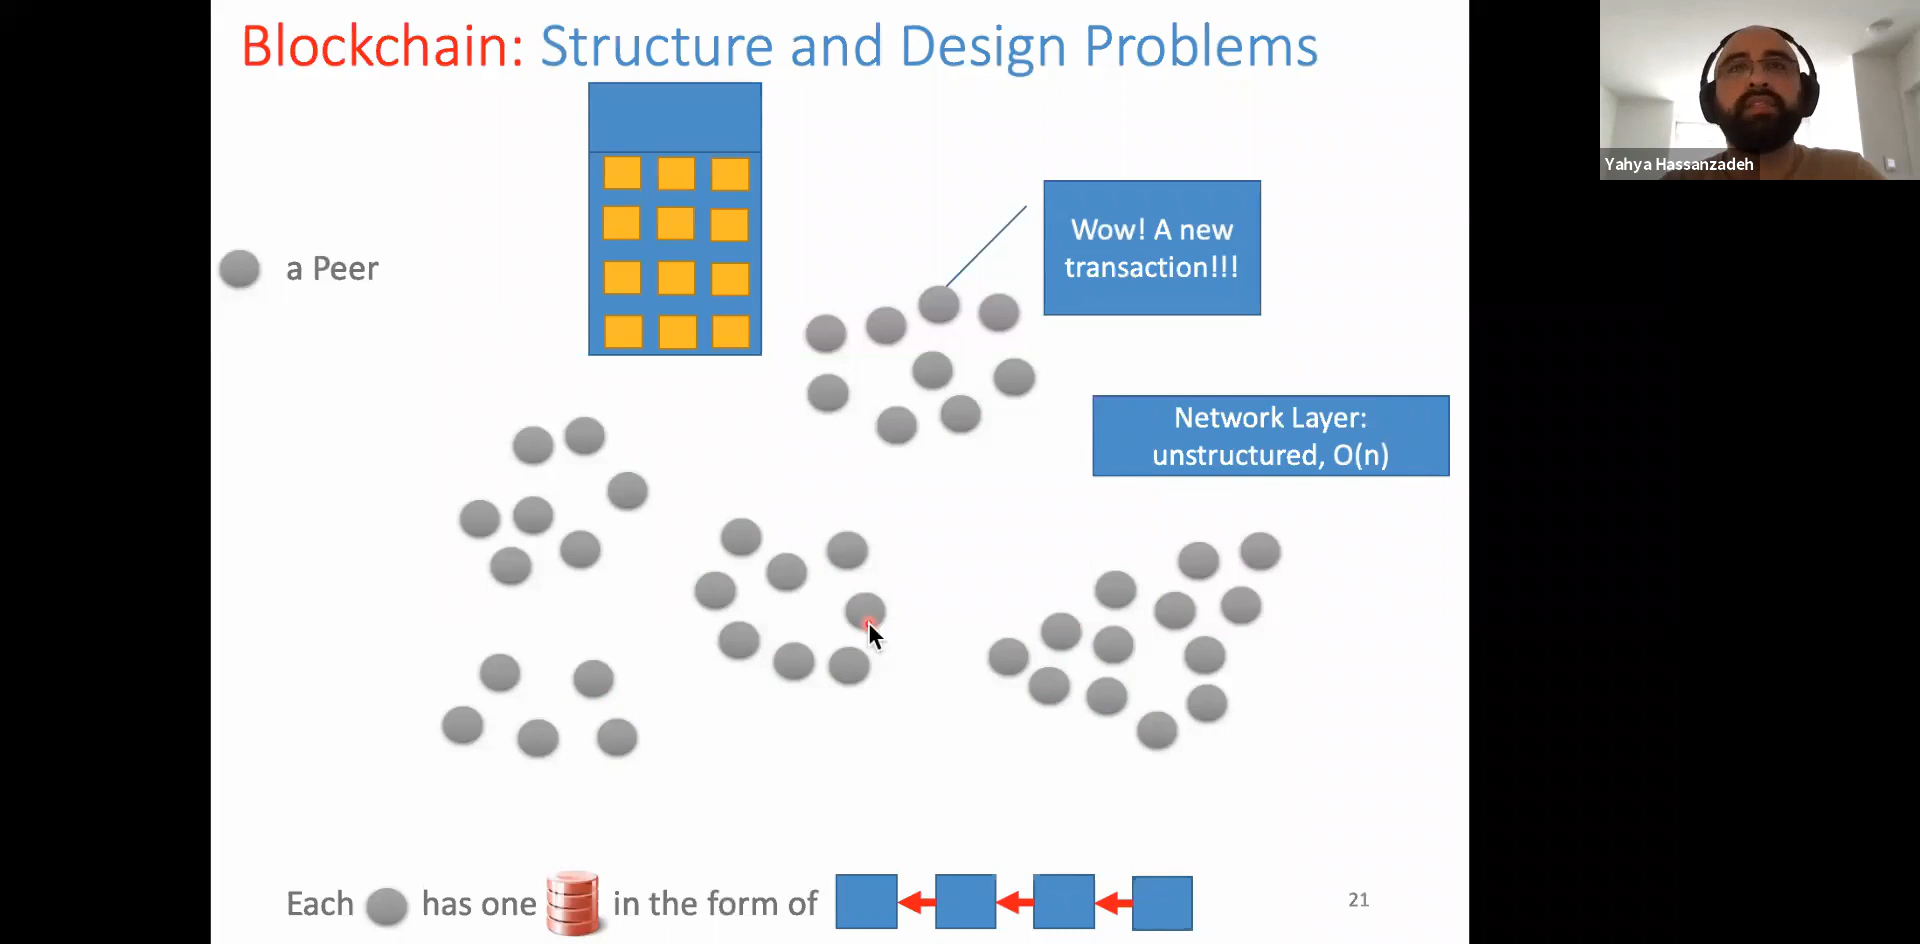 Blockchain: Structure and Design Problems
Yahya Hassanzadeh
Wow! A new
transaction!!!
a Peer
Network Layer:
unstructured, O(n)
Each has one in the form of
21